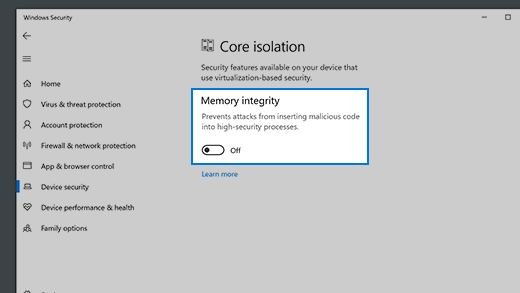 Windows Security
Core isolation
Security features available on your device that
use virtualization-based security.
Memory integrity
Prevents attacks from inserting malicious code
into high-security processes.
Off
Learn more
Home
Virus & threat protection
Account protection
Firewall & network protection
App & browser control
Device security
Device performance & health
Family options